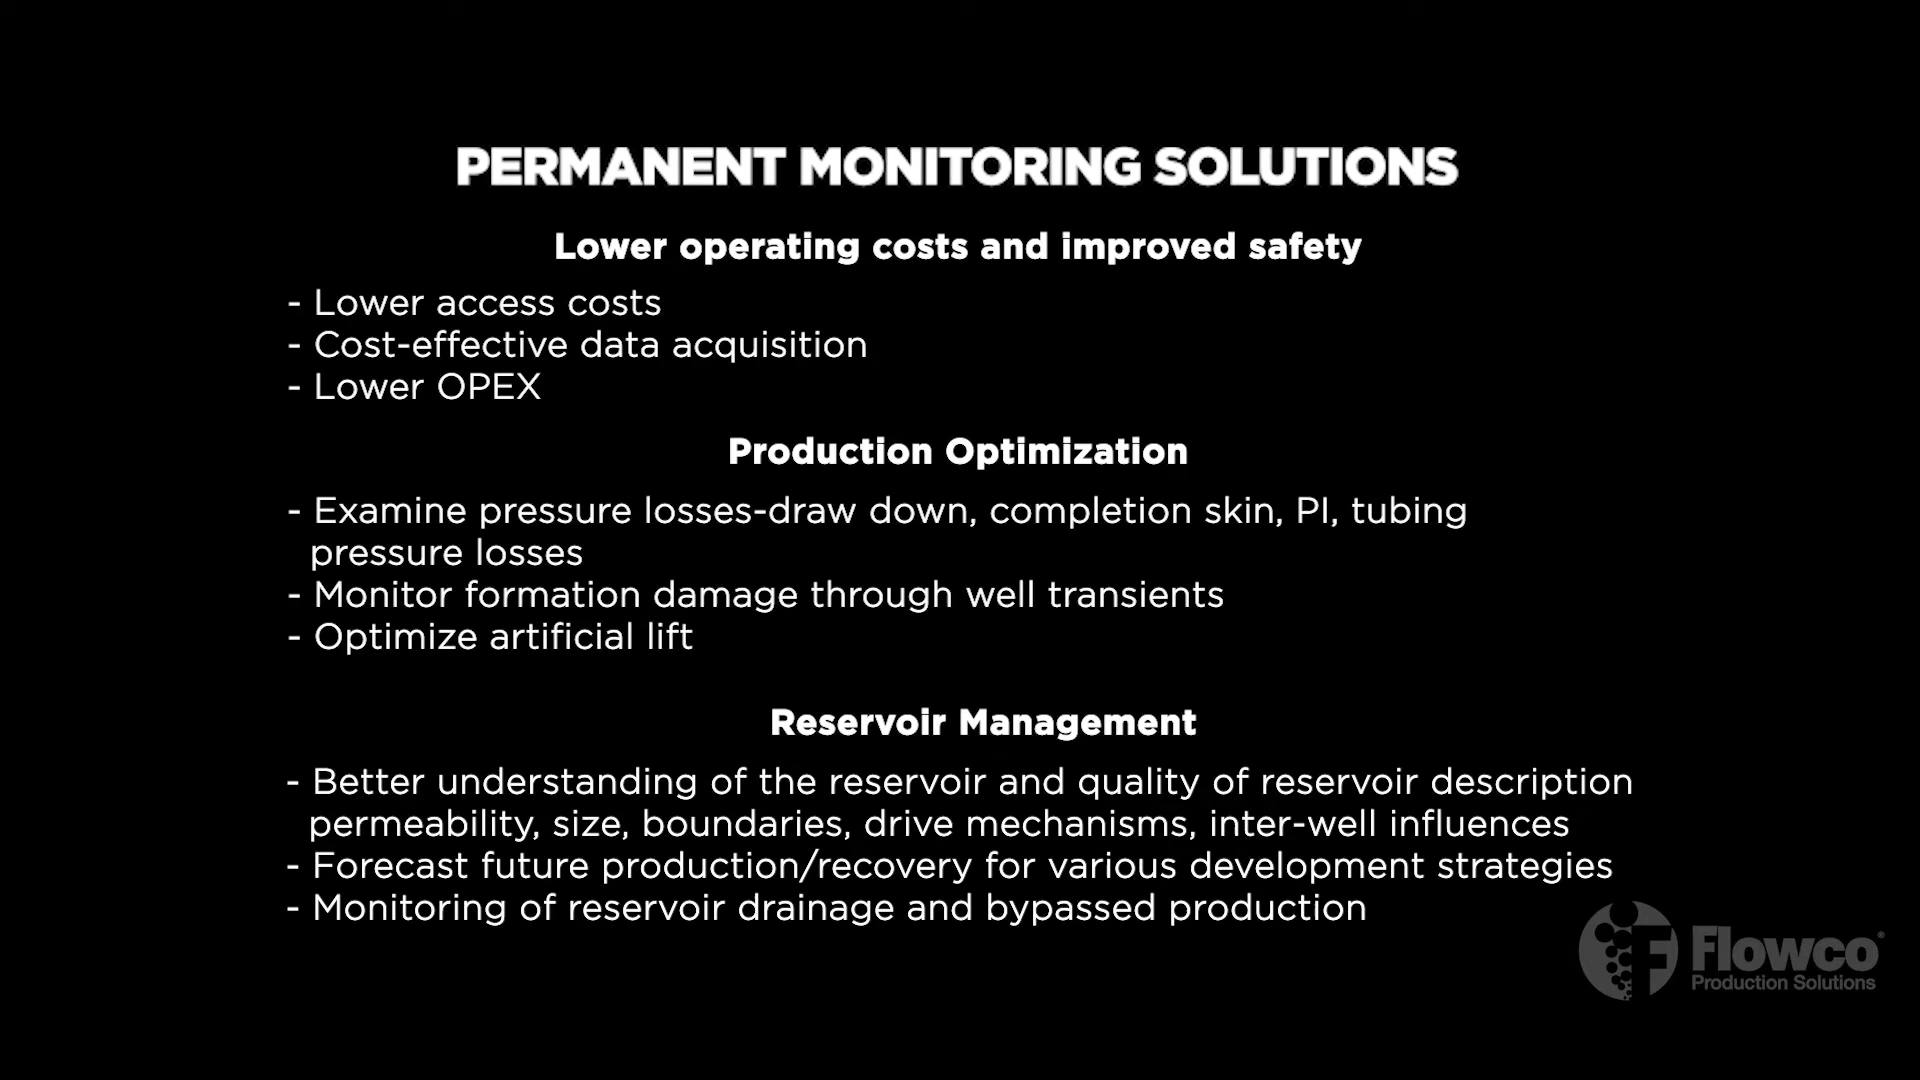 PERMANENT MONITORING SOLUTIONS
Lower operating costs and improved safety
- Lower access costs
- Cost-effective data acquisition
- Lower OPEX
Production Optimization
- Examine pressure losses-draw down, completion skin, PI, tubing
pressure losses
- Monitor formation damage through well transients
- Optimize artificial lift
Reservoir Management
- Better understanding of the reservoir and quality of reservoir description
permeability, size, boundaries, drive mechanisms, inter-well influences
- Forecast future production/recovery for various development strategies
- Monitoring of reservoir drainage and bypassed production
F Flowco®
Production Solutions